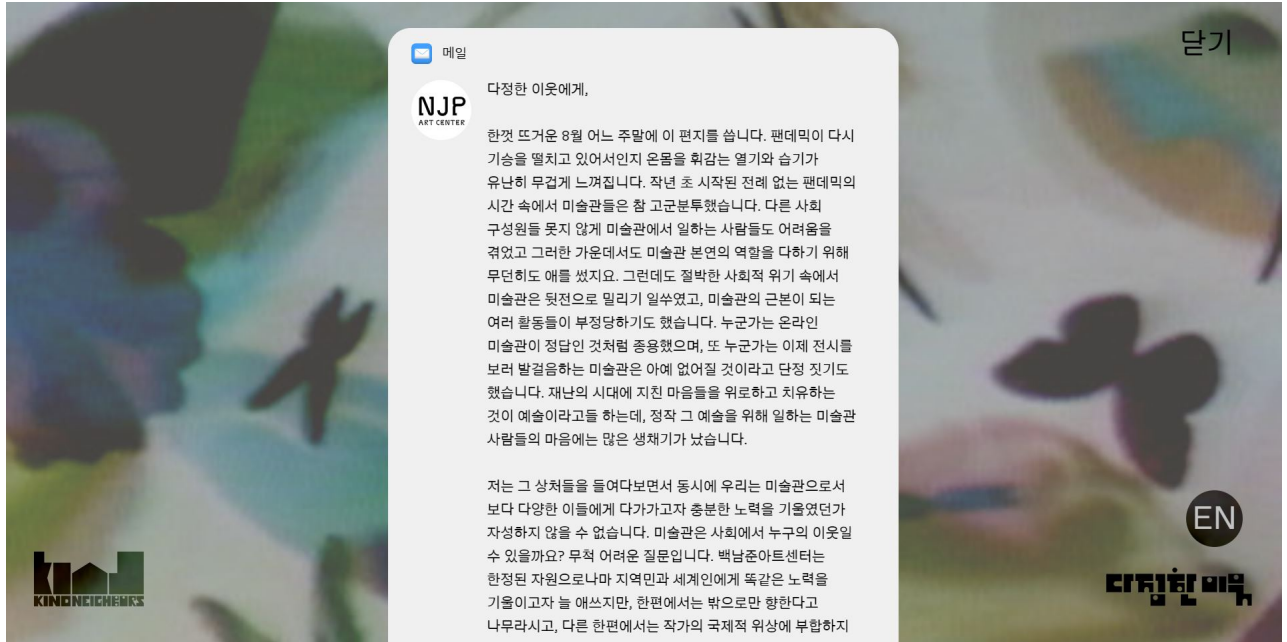 메일
닫기
NJP
ART CENTER
다정한 이웃에게,
한껏 뜨거운 8월 어느 주말에 이 편지를 씁니다. 팬데믹이 다시
기승을 떨치고 있어서인지 온몸을 휘감는 열기와 습기가
유난히 무겁게 느껴집니다. 작년 초 시작된 전례 없는 팬데믹의
시간 속에서 미술관들은 참 고군분투했습니다. 다른 사회
구성원들 못지 않게 미술관에서 일하는 사람들도 어려움을
겪었고 그러한 가운데서도 미술관 본연의 역할을 다하기 위해
무던히도 애를 썼지요. 그런데도 절박한 사회적 위기 속에서
미술관은 뒷전으로 밀리기 일쑤였고, 미술관의 근본이 되는
여러 활동들이 부정당하기도 했습니다. 누군가는 온라인
미술관이 정답인 것처럼 종용했으며, 또 누군가는 이제 전시를
보러 발걸음하는 미술관은 아예 없어질 것이라고 단정 짓기도
했습니다. 재난의 시대에 지친 마음들을 위로하고 치유하는
것이 예술이라고들 하는데, 정작 그 예술을 위해 일하는 미술관
사람들의 마음에는 많은 생채기가 났습니다.
저는 그 상처들을 들여다보면서 동시에 우리는 미술관으로서
보다 다양한 이들에게 다가가고자 충분한 노력을 기울였던가
자성하지 않을 수 없습니다. 미술관은 사회에서 누구의 이웃일
수 있을까요? 무척 어려운 질문입니다. 백남준아트센터는
한정된 자원으로나마 지역민과 세계인에게 똑같은 노력을
기울이고자 늘 애쓰지만, 한편에서는 밖으로만 향한다고
나무라시고, 다른 한편에서는 작가의 국제적 위상에 부합하지
EN
KIND NEIGHBORS
다정한 이웃